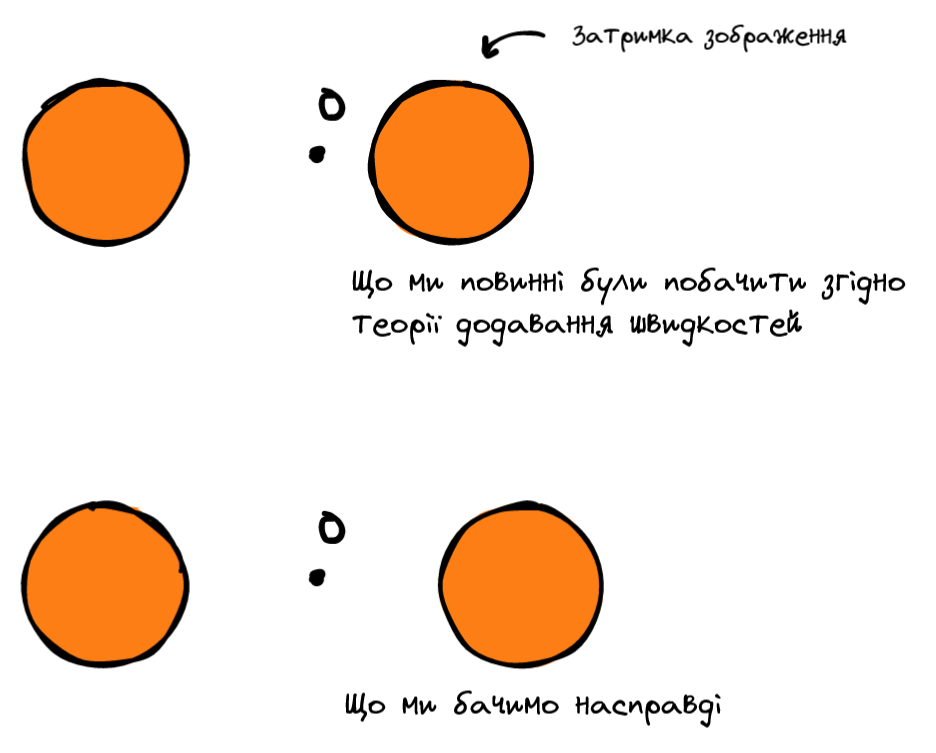 Затримка зображення
О
Що ми повинні були побачити згідно
теорії додавання швидкостей
О
Що ми бачимо насправді